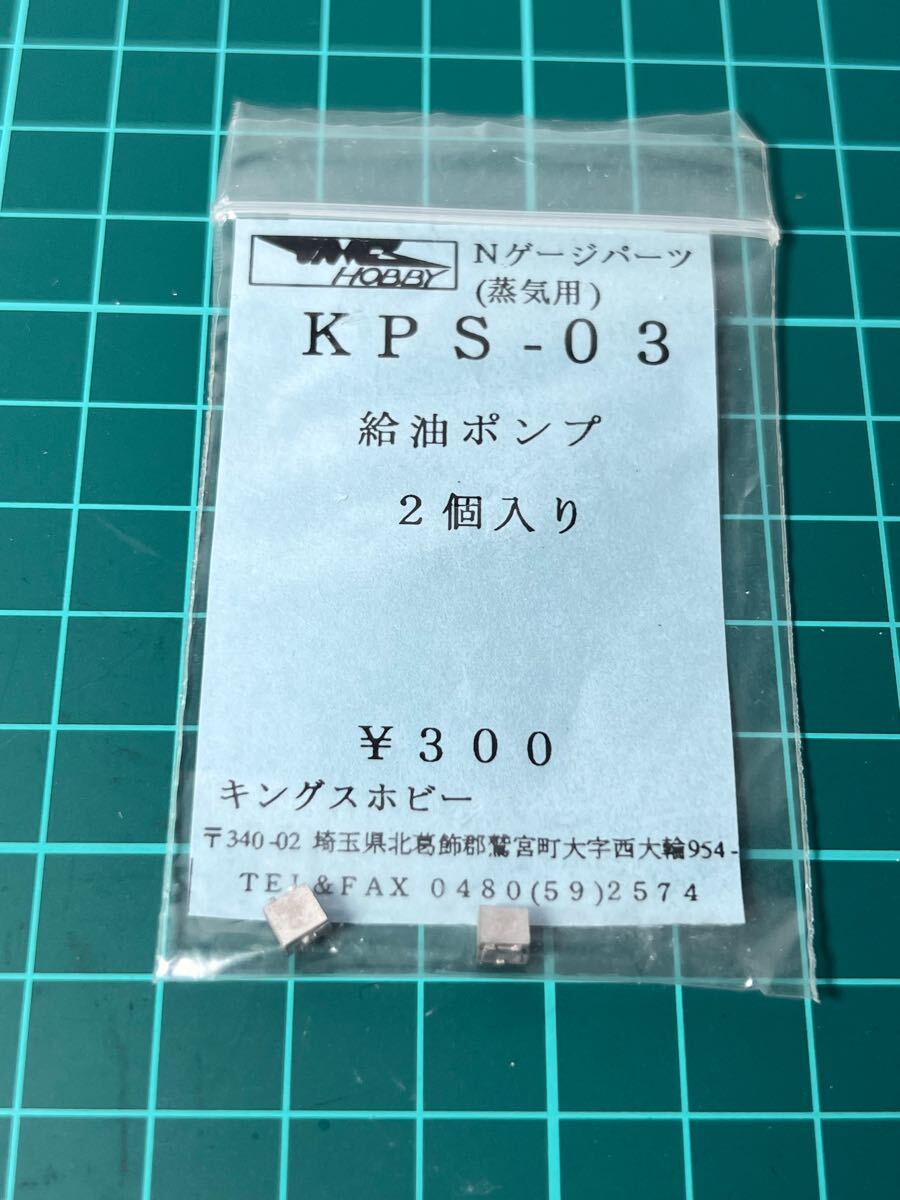 HOBBY
Nゲージパーツ
(蒸気用)
KPS-03
給油ポンプ
2個入り
¥300
キングスホビー
〒340-02 埼玉県北葛飾郡鷲宮町大字西大輪954-
TEL&FAX 0480(59)2574